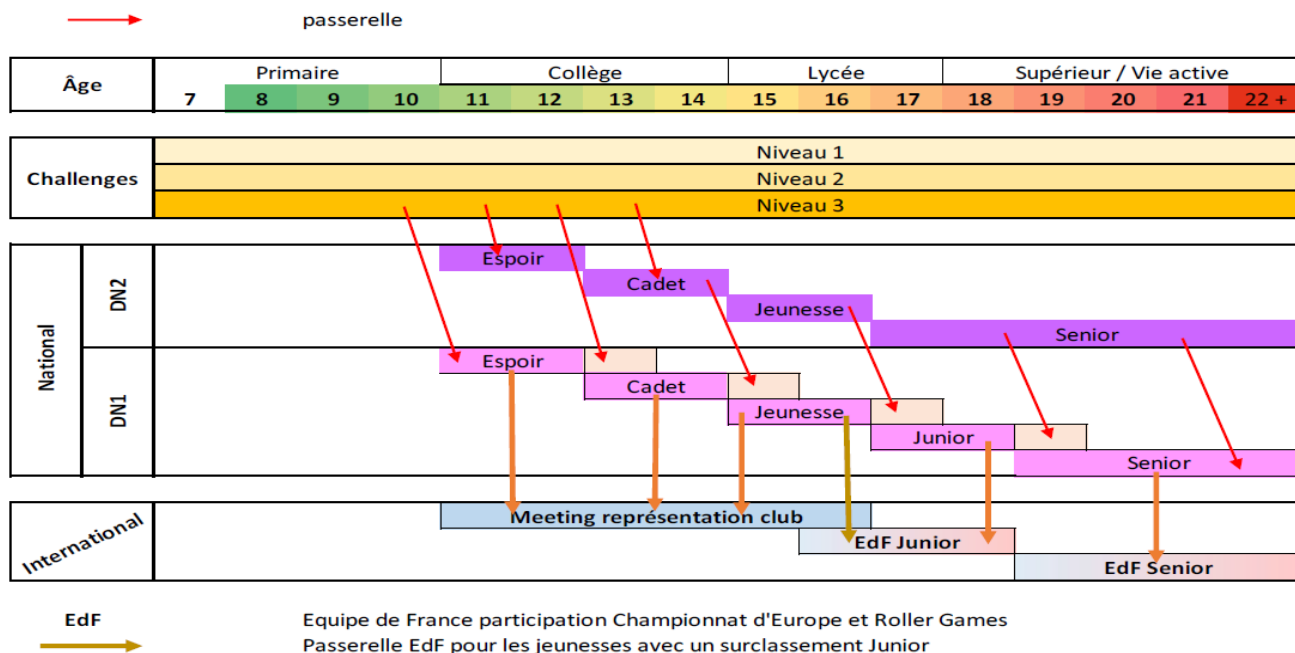 passerelle
Âge
Primaire Collège Lycée Supérieur / Vie active
7 8 9 10 11 12 13 14 15 16 17 18 19 20 21 22 +
Challenges
Niveau 1
Niveau 2
Niveau 3
National
DN2
Espoir
Cadet
Jeunesse
Senior
DN1
Espoir
Cadet
Jeunesse
Junior
Senior
International
Meeting représentation club
EdF Junior
EdF Senior
EdF Equipe de France participation Championnat d'Europe et Roller Games
Passerelle EdF pour les jeunesses avec un surclassement Junior